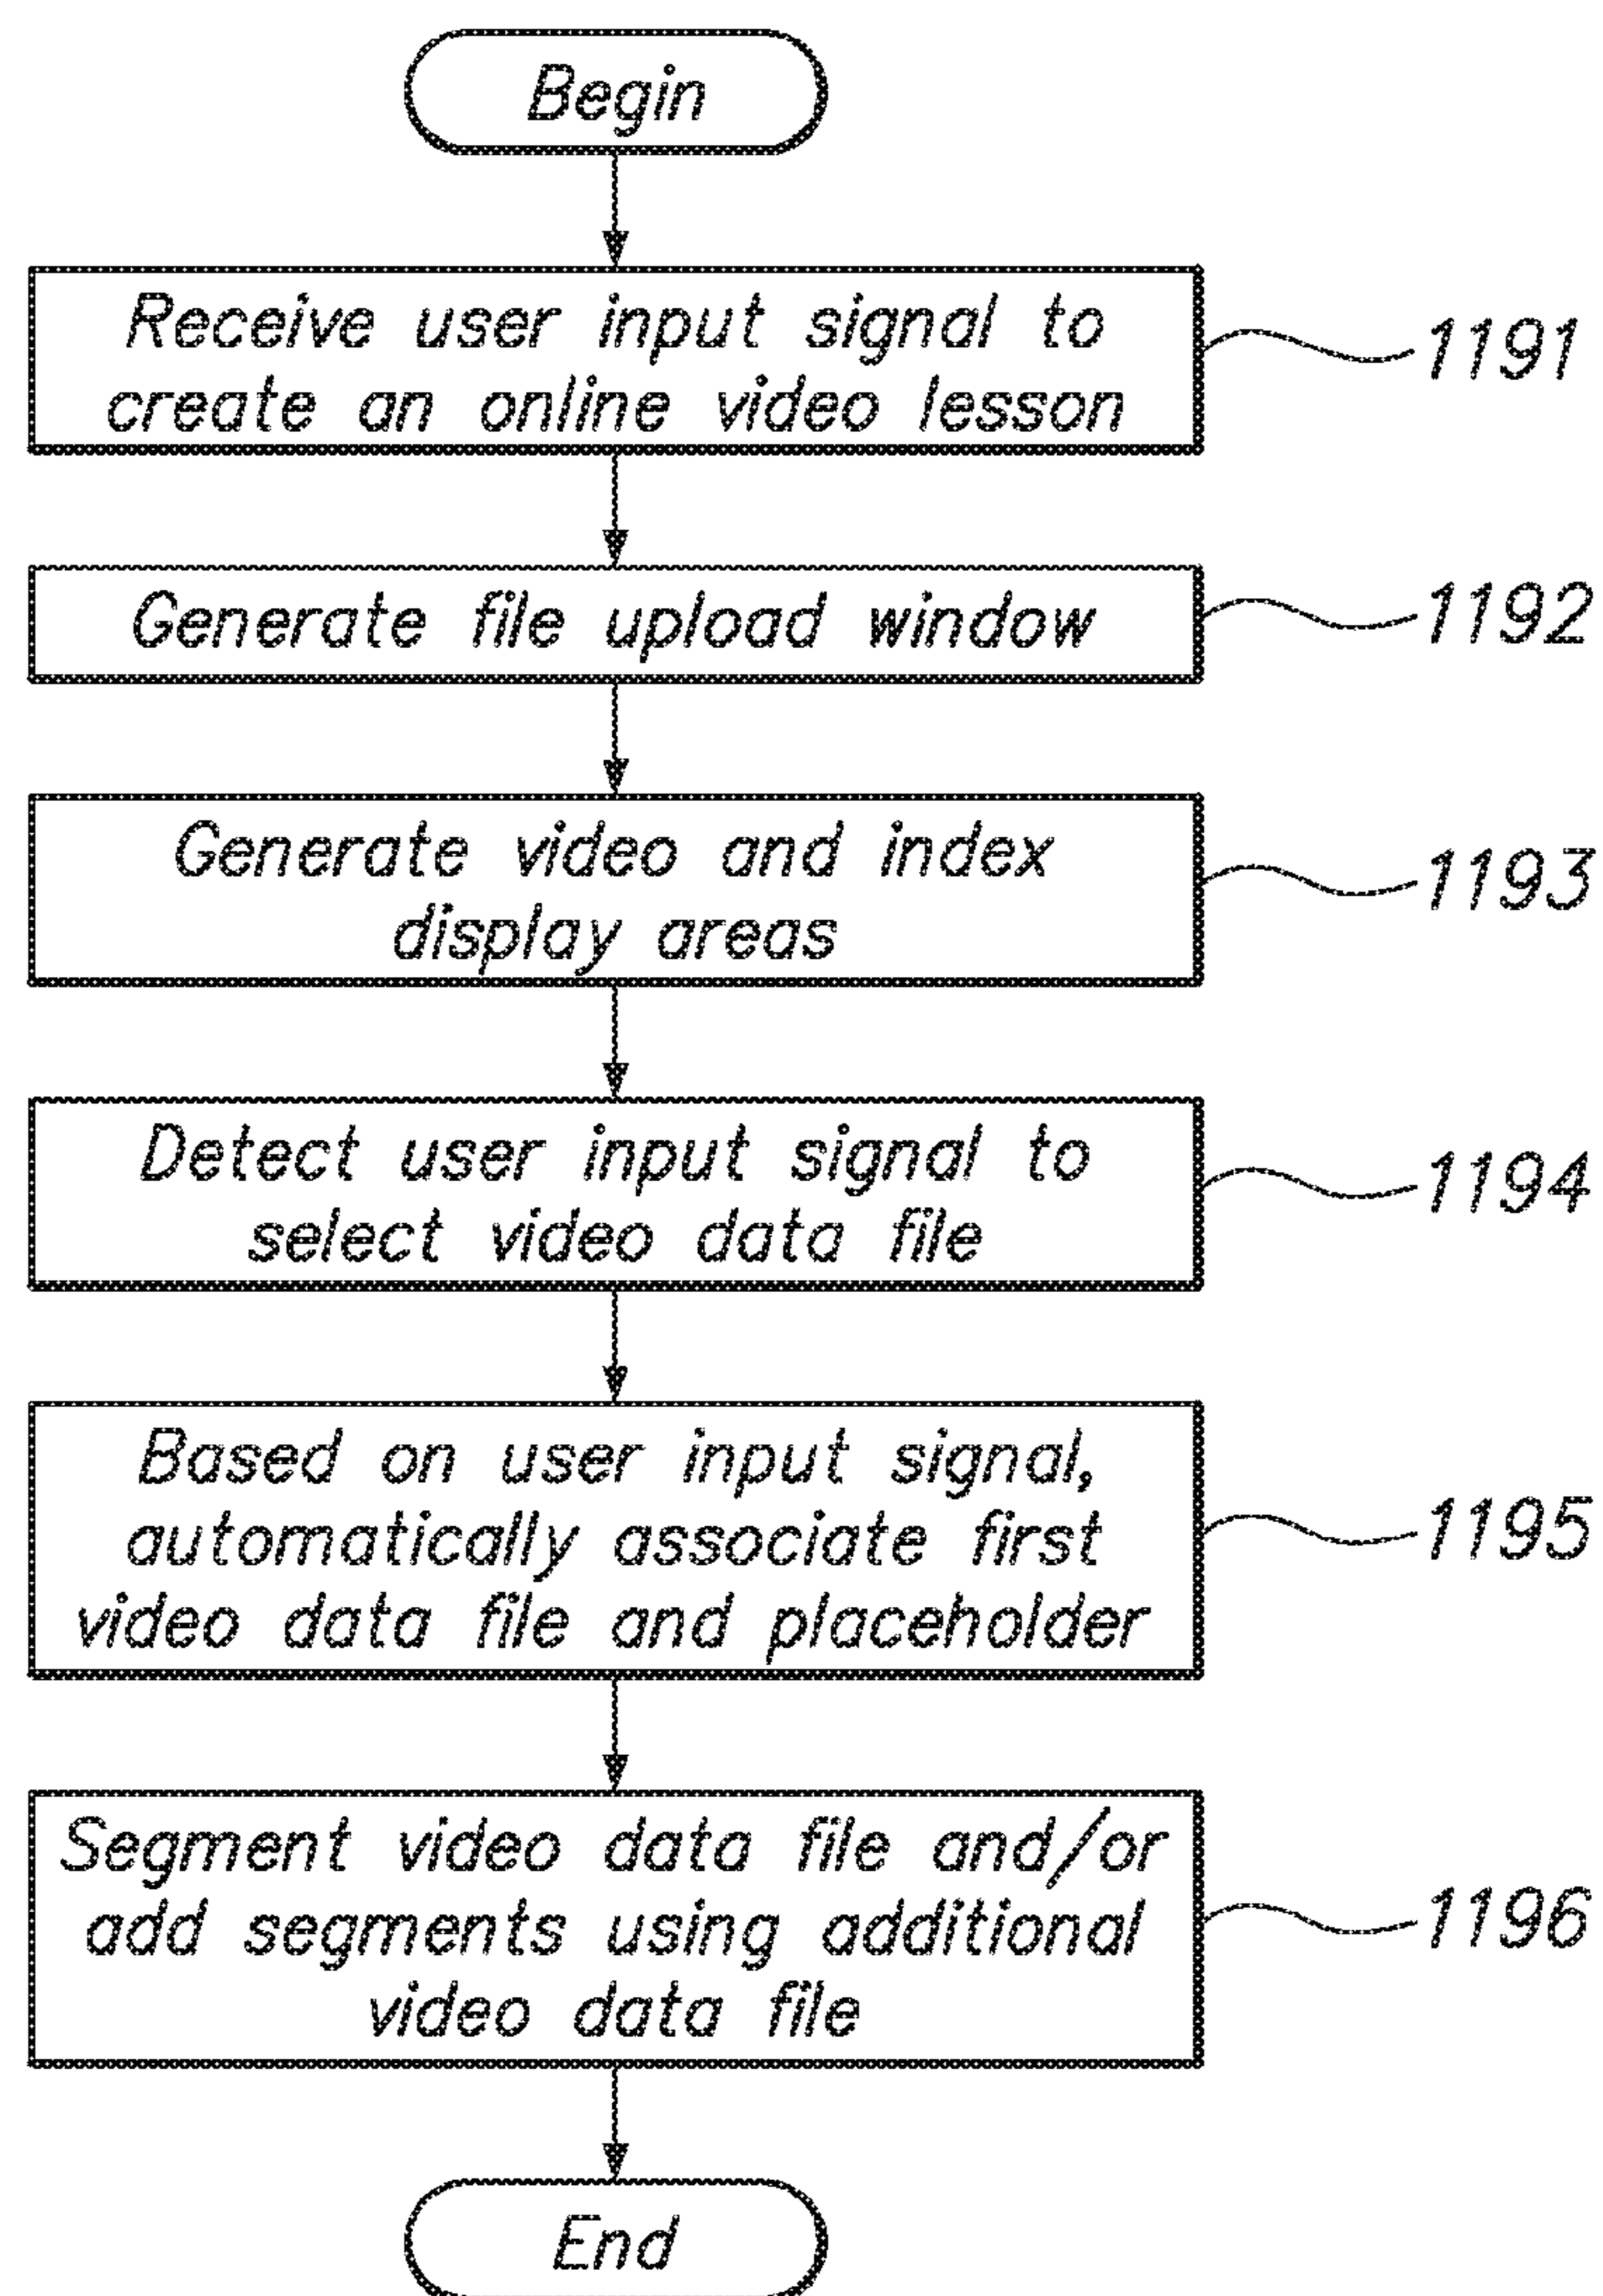 Begin
Receive user input signal to
create an online video lesson
1191
Generate file upload window
1192
Generate video and index
display areas
1193
Detect user input signal to
select video data file
1194
Based on user input signal,
automatically associate first
video data file and placeholder
1195
Segment video data file and/or
add segments using additional
video data file
1196
End